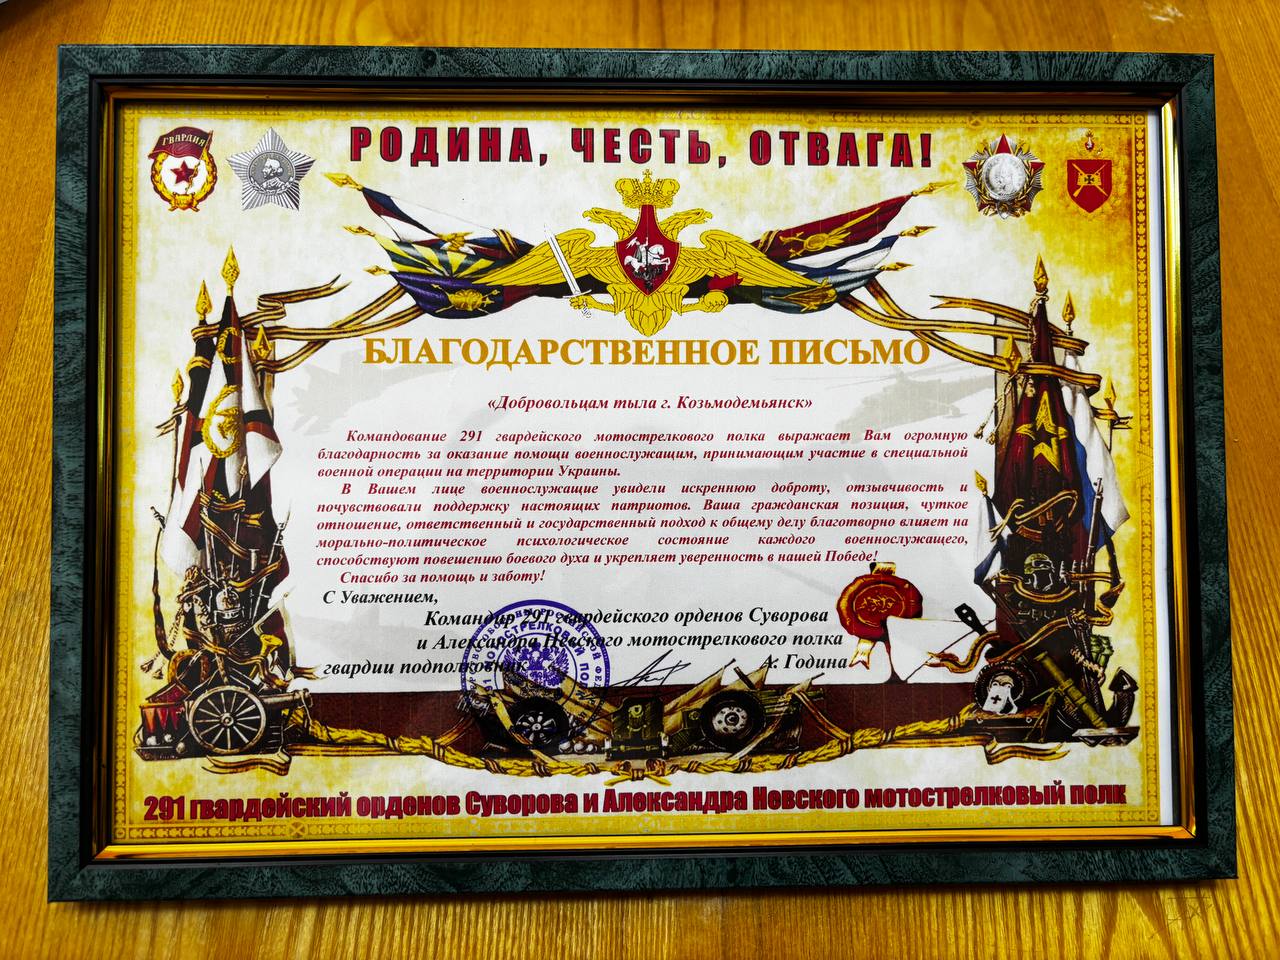 РОДИНА, ЧЕСТЬ, ОТВАГА!
ГВАРДИЯ
БЛАГОДАРСТВЕННОЕ ПИСЬМО
«Добровольцам тыла г. Козьмодемьянск»
Командование 291 гвардейского мотострелкового полка выражает Вам огромную
благодарность за оказание помощи военнослужащим, принимающим участие в специальной
военной операции на территории Украины.
В Вашем лице военнослужащие увидели искреннюю доброту, отзывчивость и
почувствовали поддержку настоящих патриотов. Ваша гражданская позиция, чуткое
отношение, ответственный и государственный подход к общему делу благотворно влияет на
морально-политическое психологическое состояние каждого военнослужащего,
способствуют повешению боевого духа и укрепляет уверенность в нашей Победе!
Спасибо за помощь и заботу!
С Уважением,
Командир 291 гвардейского орденов Суворова
и Александра Невского мотострелкового полка
гвардии подполковник А. Година
291 гвардейский орденов Суворова и Александра Невского мотострелковый полк